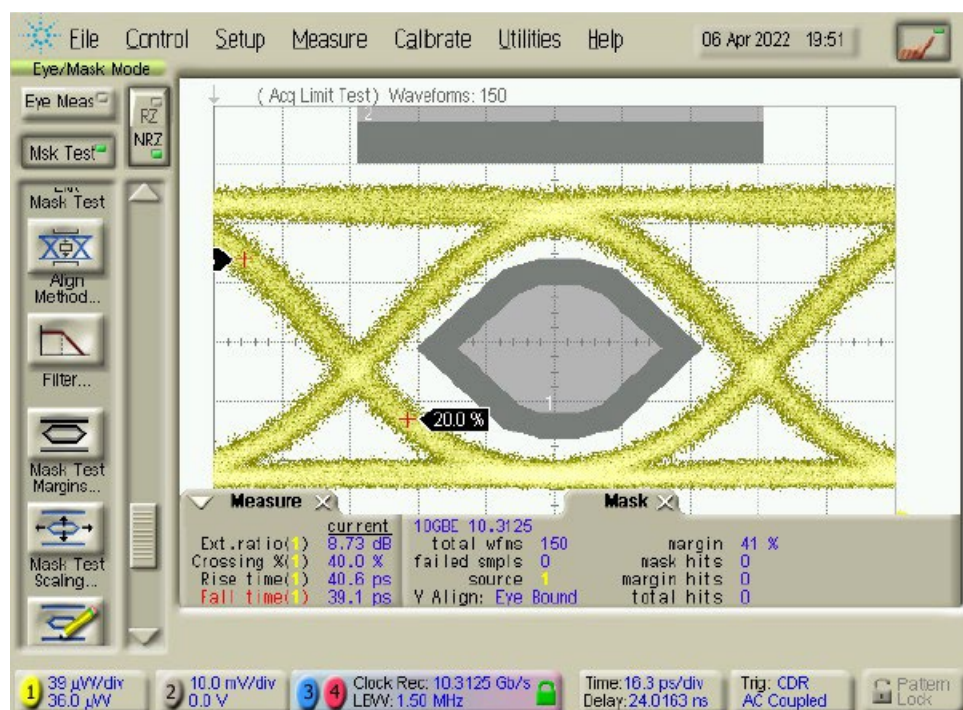 File Control Setup Measure Calibrate Utilities Help 06 Apr 2022 19:51
Eye/Mask Mode
Eye Meas
RZ
NRZ
Msk Test
( Acq Limit Test) Waveforms: 150
2
Mask Test
Align
Method...
Filter...
Mask Test
Margins...
Mask Test
Scaling...
20.0 %
1
Measure
current
Ext.ratio(1) 8.73 dB
Crossing %(1) 40.0 %
Rise time(1) 40.6 ps
Fall time(1) 39.1 ps
Mask
10GBE 10.3125
total wfms 150 margin 41 %
failed smpls 0 mask hits 0
source 1 margin hits 0
Y Align: Eye Bound total hits 0
1 39 µW/div
36.0 µW
2 10.0 mV/div
0.0 V
3 4 Clock Rec: 10.3125 Gb/s
LBW: 1.50 MHz
Time:16.3 ps/div
Delay:24.0163 ns
Trig: CDR
AC Coupled
Pattern
Lock